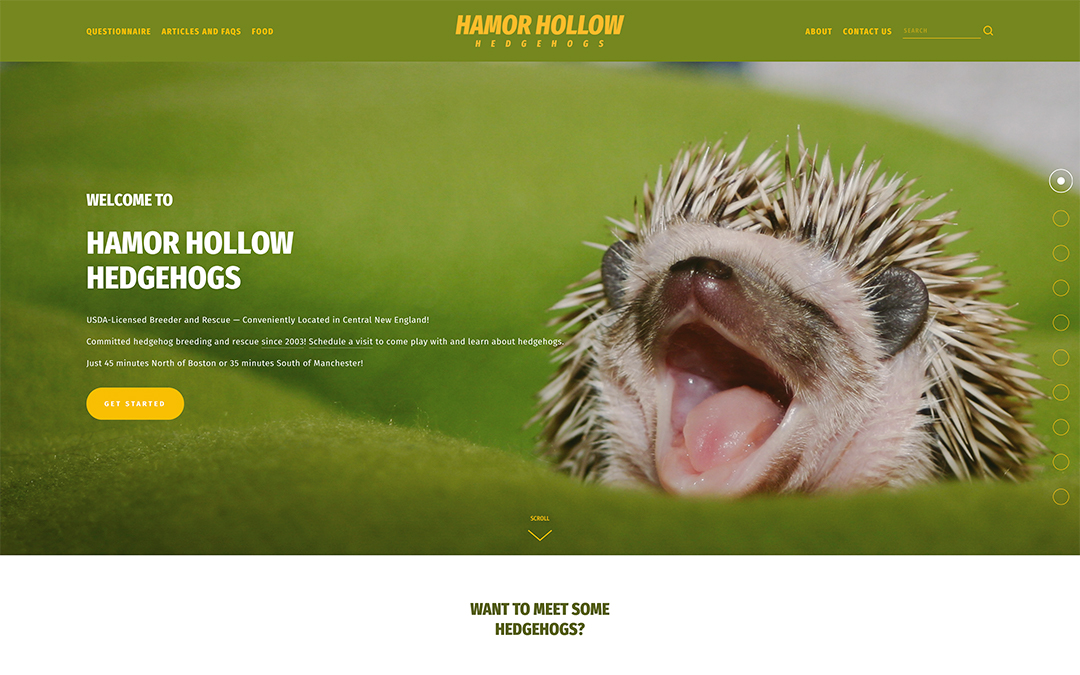 QUESTIONNAIRE ARTICLES AND FAQS FOOD
HAMOR HOLLOW
HEDGEHOGS
ABOUT CONTACT US SEARCH
WELCOME TO
HAMOR HOLLOW
HEDGEHOGS
USDA-Licensed Breeder and Rescue — Conveniently Located in Central New England!
Committed hedgehog breeding and rescue since 2003! Schedule a visit to come play with and learn about hedgehogs.
Just 45 minutes North of Boston or 35 minutes South of Manchester!
GET STARTED
SCROLL
WANT TO MEET SOME
HEDGEHOGS?